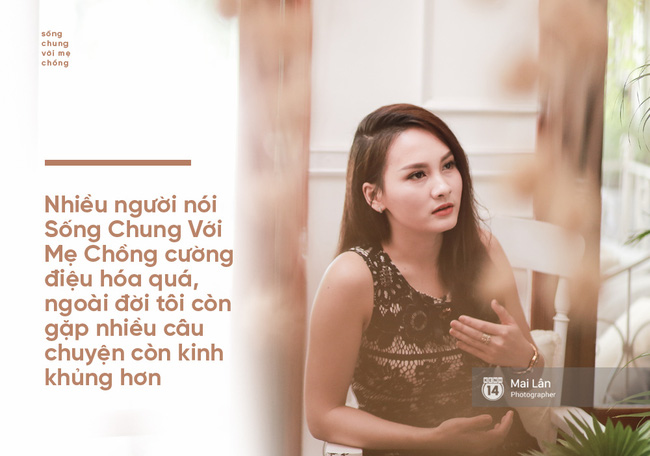 sống
chung
với mẹ
chồng
Nhiều người nói
Sống Chung Với
Mẹ Chồng cường
điệu hóa quá,
ngoài đời tôi còn
gặp nhiều câu
chuyện còn kinh
khủng hơn
14
Mai Lân
Photographer